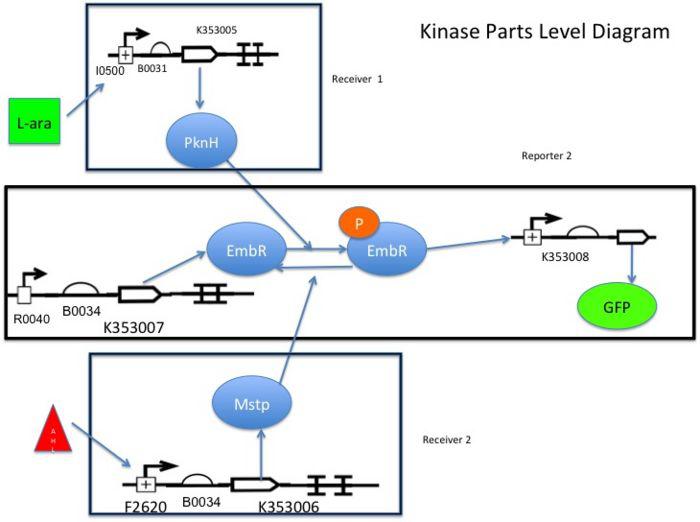 Kinase Parts Level Diagram
K353005
I0500
B0031
Receiver 1
L-ara
PknH
Reporter 2
P
EmbR
EmbR
K353008
R0040
B0034
K353007
GFP
Mstp
A
H
L
Receiver 2
F2620
B0034
K353006